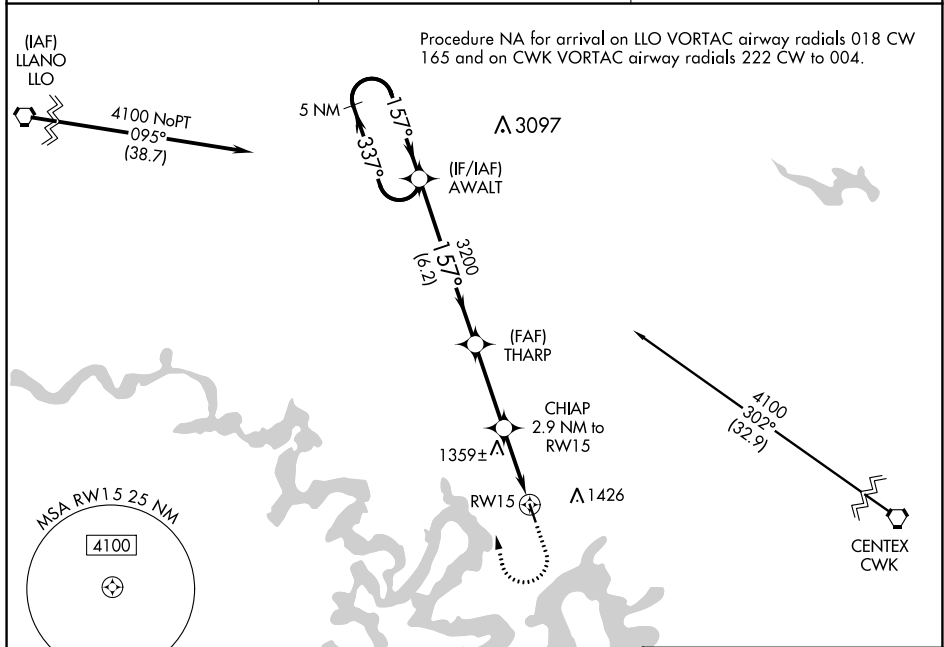 Procedure NA for arrival on LLO VORTAC airway radials 018 CW
165 and on CWK VORTAC airway radials 222 CW to 004.
(IAF)
LLANO
LLO
4100 NoPT
095°
(38.7)
5 NM
157°
337°
3097
(IF/IAF)
AWALT
3200
157°
(6.2)
(FAF)
THARP
CHIAP
2.9 NM to
RW15
1359±
RW15
1426
4100
302°
(32.9)
CENTEX
CWK
MSA RW15 25 NM
4100